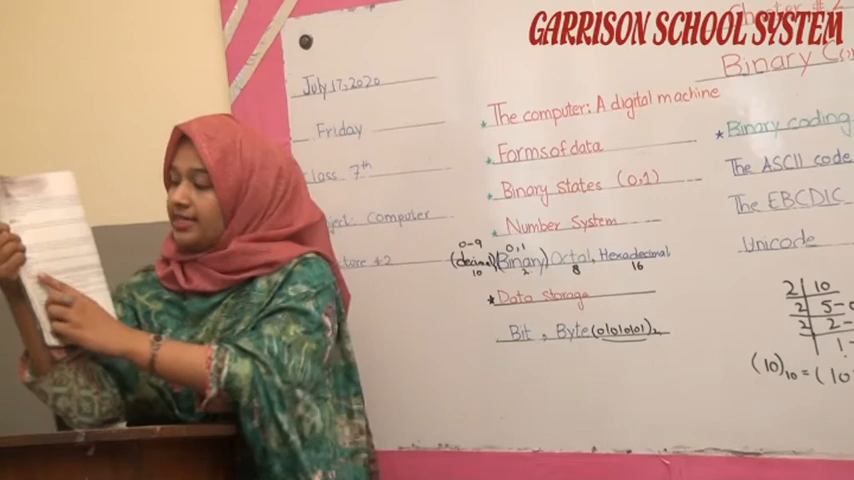 GARRISON SCHOOL SYSTEM
Chapter #
Binary
July 17, 2020
Friday
Class 7th
Computer
* The computer: A digital machine
* Forms of data
* Binary states (0,1)
* Number System
0-9 0,1
(decimal)(Binary) Octal, Hexadecimal
10 2 8 16
* Data Storage
Bit, Byte (01010101)2
* Binary coding
The ASCII code
The EBCDIC
Unicode
2 10
2 5-
2 2-
1
(10)10 = (10